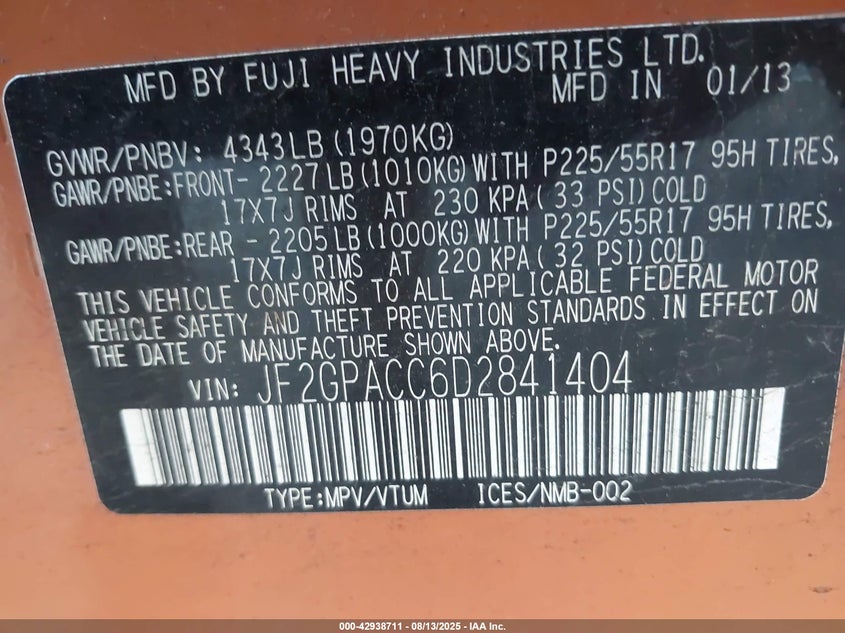 MFD BY FUJI HEAVY INDUSTRIES LTD.
MFD IN 01/13
GVWR/PNBV: 4343LB (1970KG)
GAWR/PNBE:FRONT- 2227LB (1010KG) WITH P225/55R17 95H TIRES,
17X7J RIMS AT 230 KPA( 33 PSI) COLD
GAWR/PNBE:REAR - 2205LB (1000KG) WITH P225/55R17 95H TIRES,
17X7J RIMS AT 220 KPA( 32 PSI) COLD
THIS VEHICLE CONFORMS TO ALL APPLICABLE FEDERAL MOTOR
VEHICLE SAFETY AND THEFT PREVENTION STANDARDS IN EFFECT ON
THE DATE OF MANUFACTURE SHOWN ABOVE.
VIN: JF2GPACC6D2841404
TYPE:MPV/VTUM ICES/NMB-002
000-42938711 - 08/13/2025 - IAA Inc.